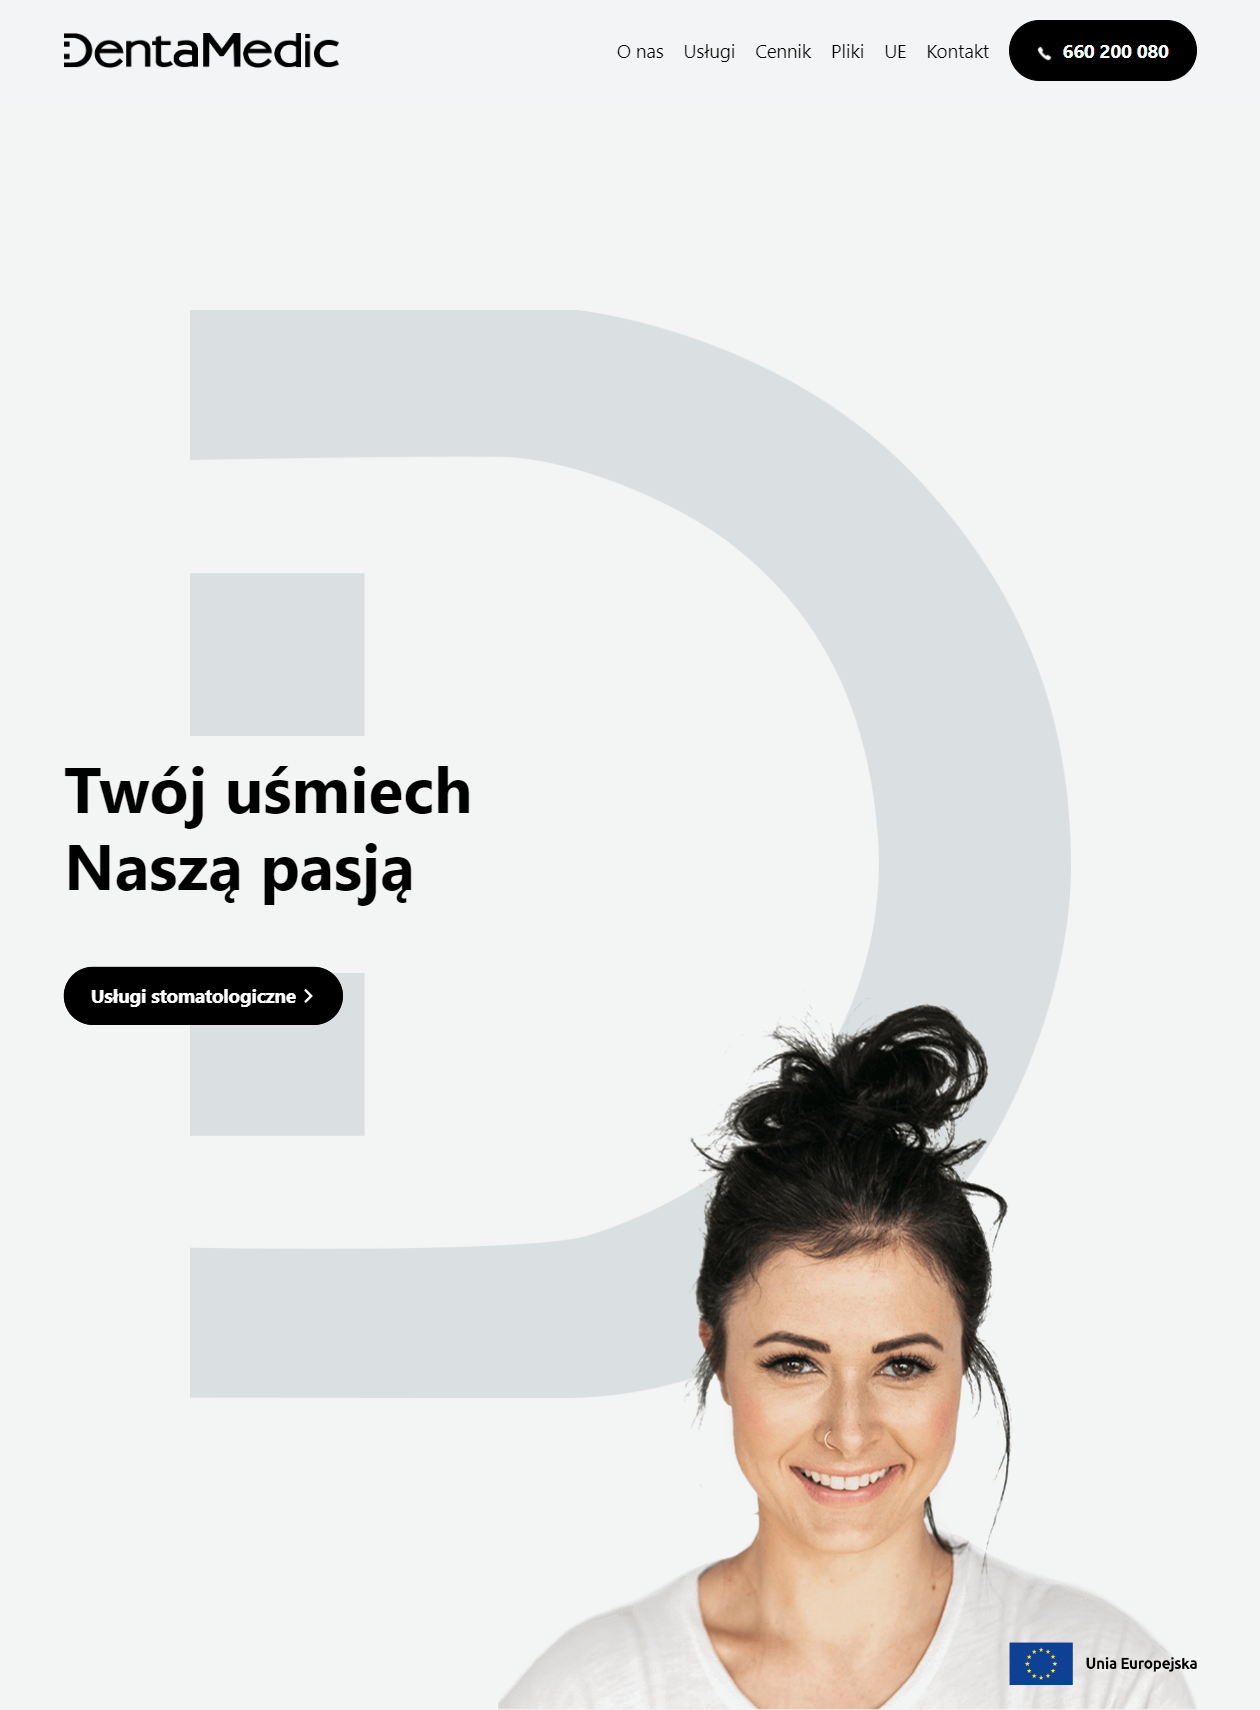 DentaMedic
O nas Usługi Cennik Pliki UE Kontakt 660 200 080
Twój uśmiech
Naszą pasją
Usługi stomatologiczne
Unia Europejska